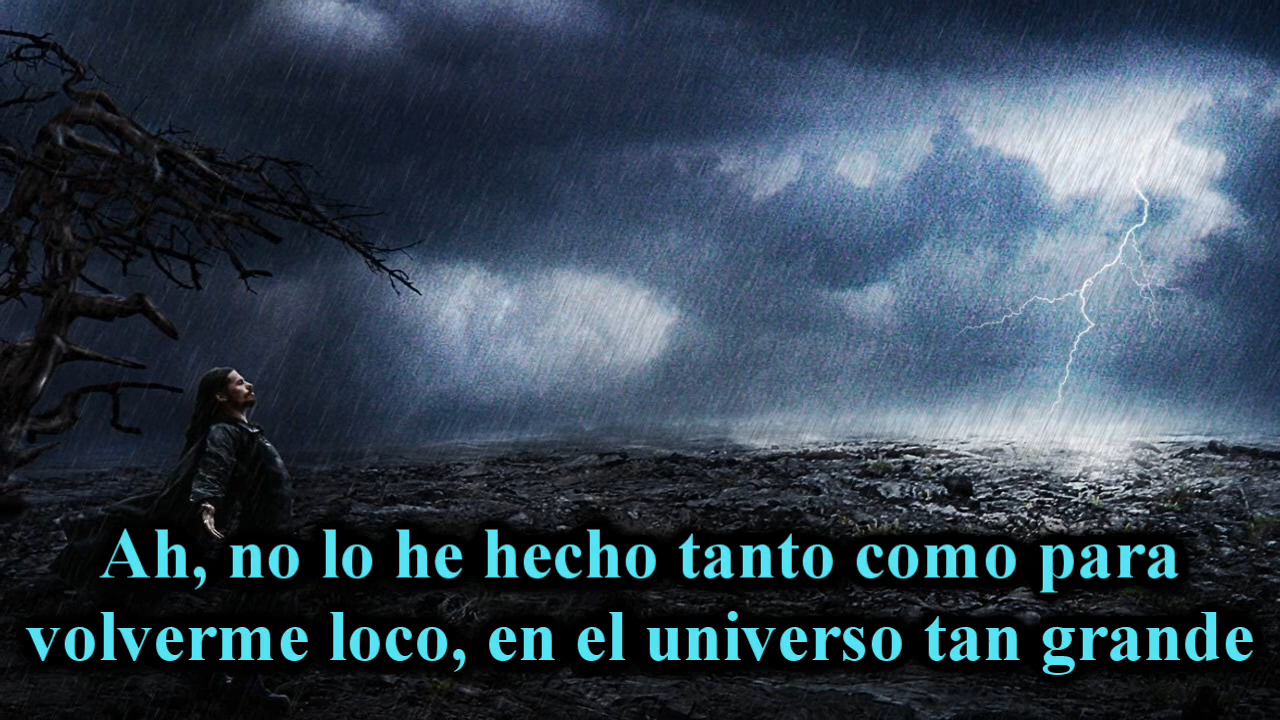 Ah, no lo he hecho tanto como para
volverme loco, en el universo tan grande